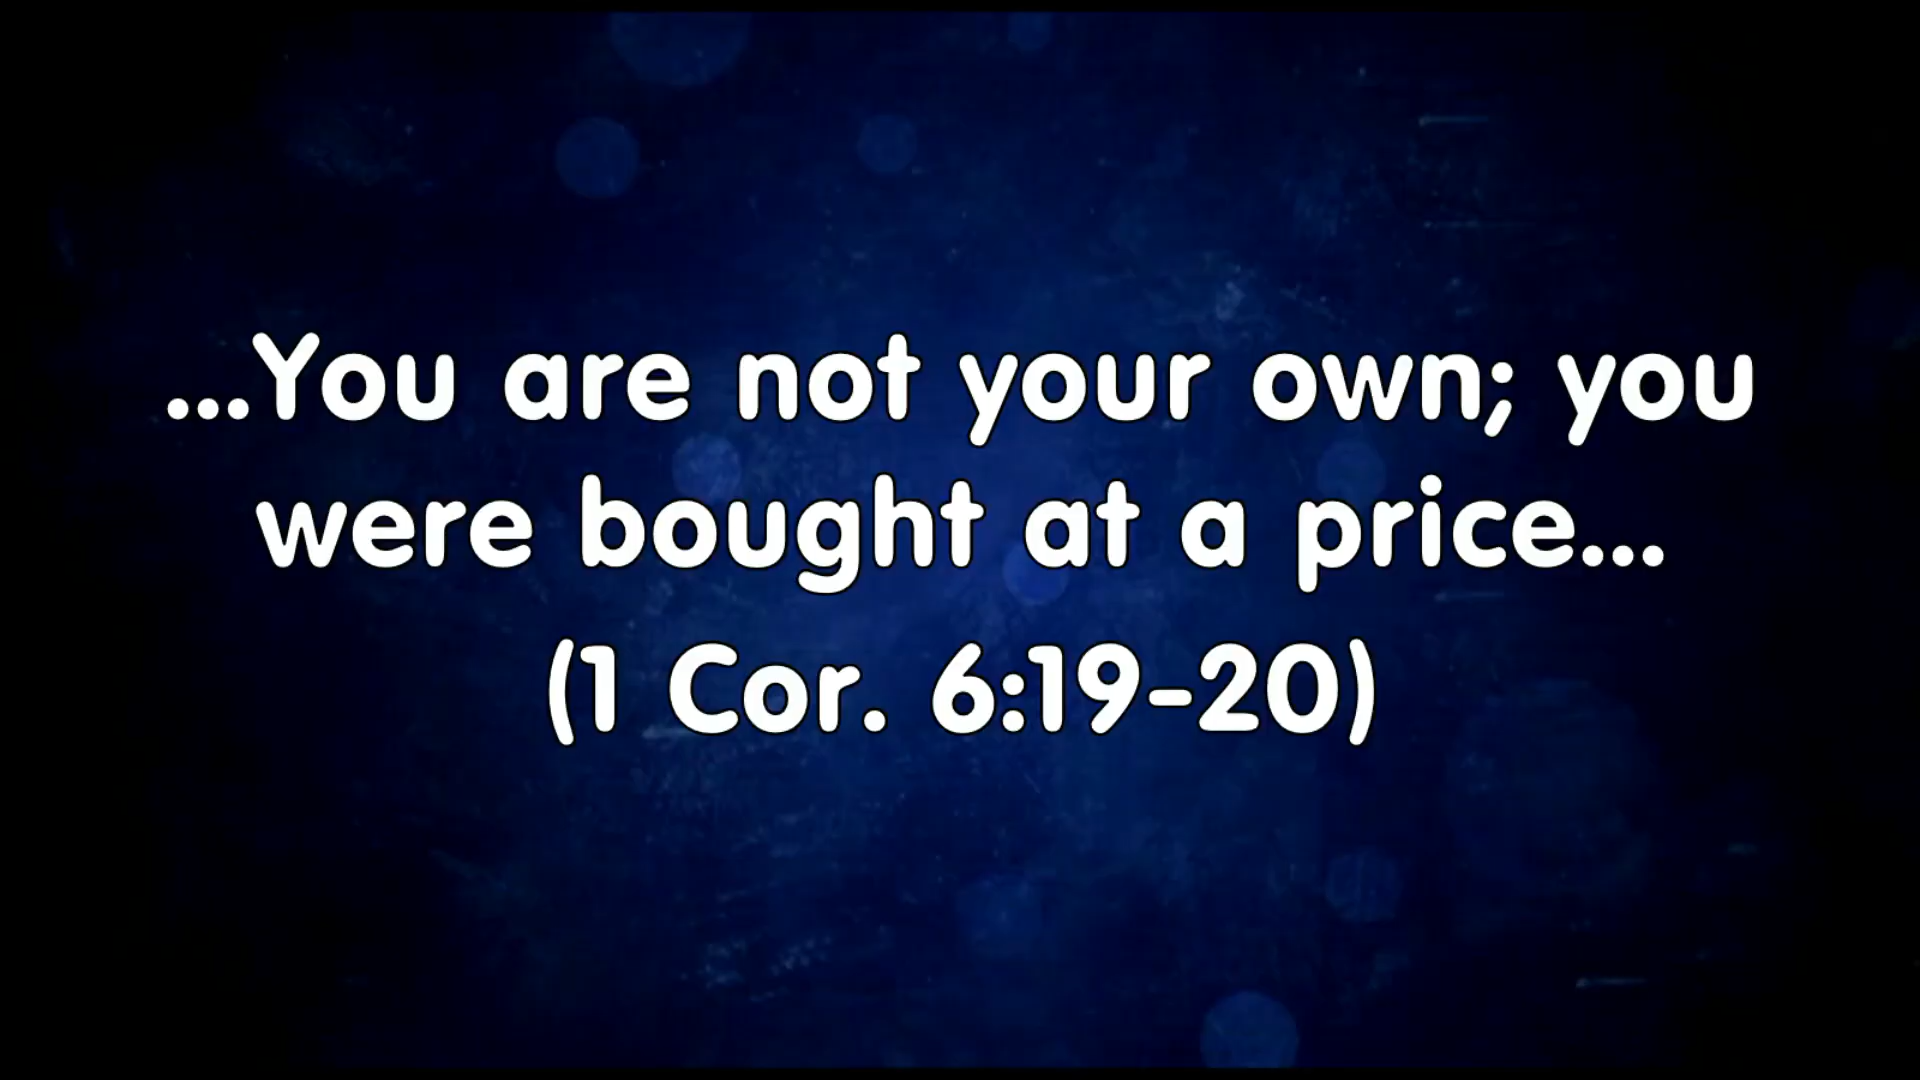 ...You are not your own; you
were bought at a price...
(1 Cor. 6:19-20)